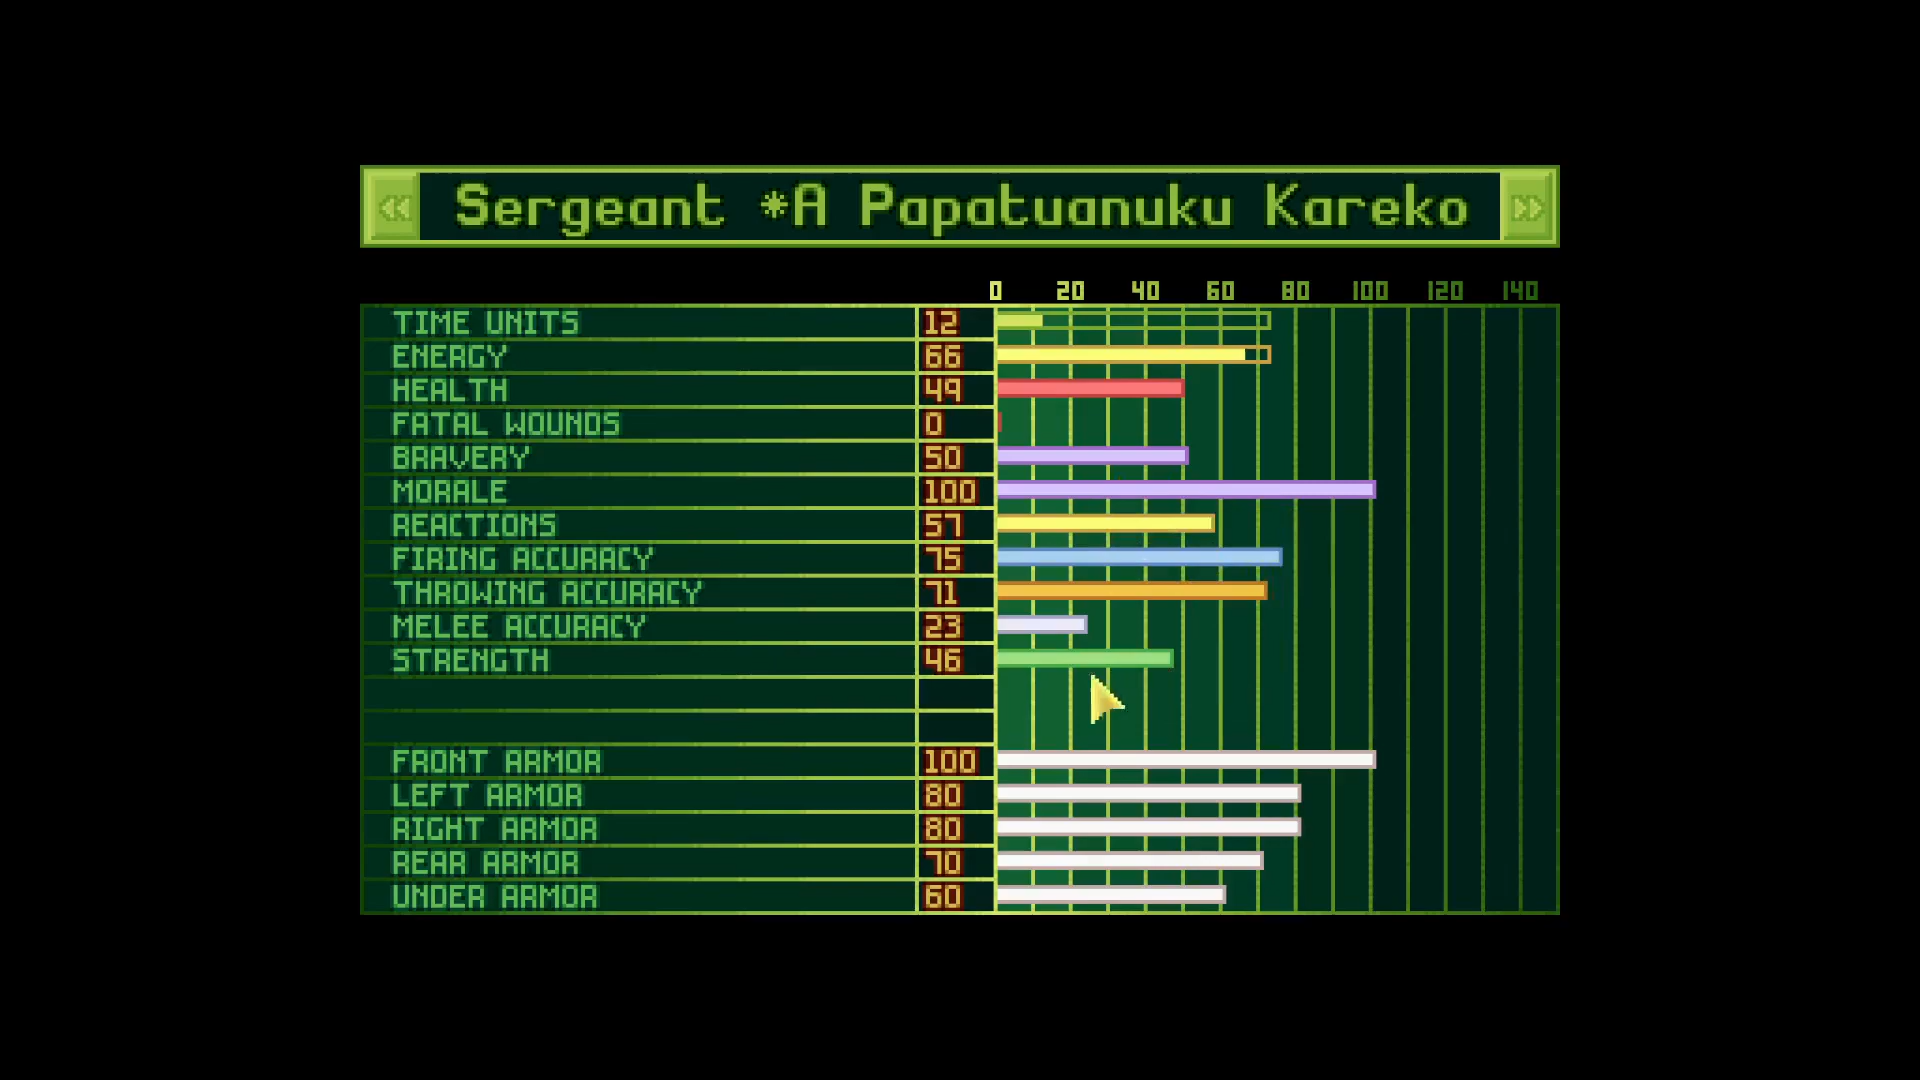 « Sergeant *A Papatuanuku Kareko »
0 20 40 60 80 100 120 140
TIME UNITS 12
ENERGY 66
HEALTH 49
FATAL WOUNDS 0
BRAVERY 50
MORALE 100
REACTIONS 57
FIRING ACCURACY 75
THROWING ACCURACY 71
MELEE ACCURACY 23
STRENGTH 46
FRONT ARMOR 100
LEFT ARMOR 80
RIGHT ARMOR 80
REAR ARMOR 70
UNDER ARMOR 60